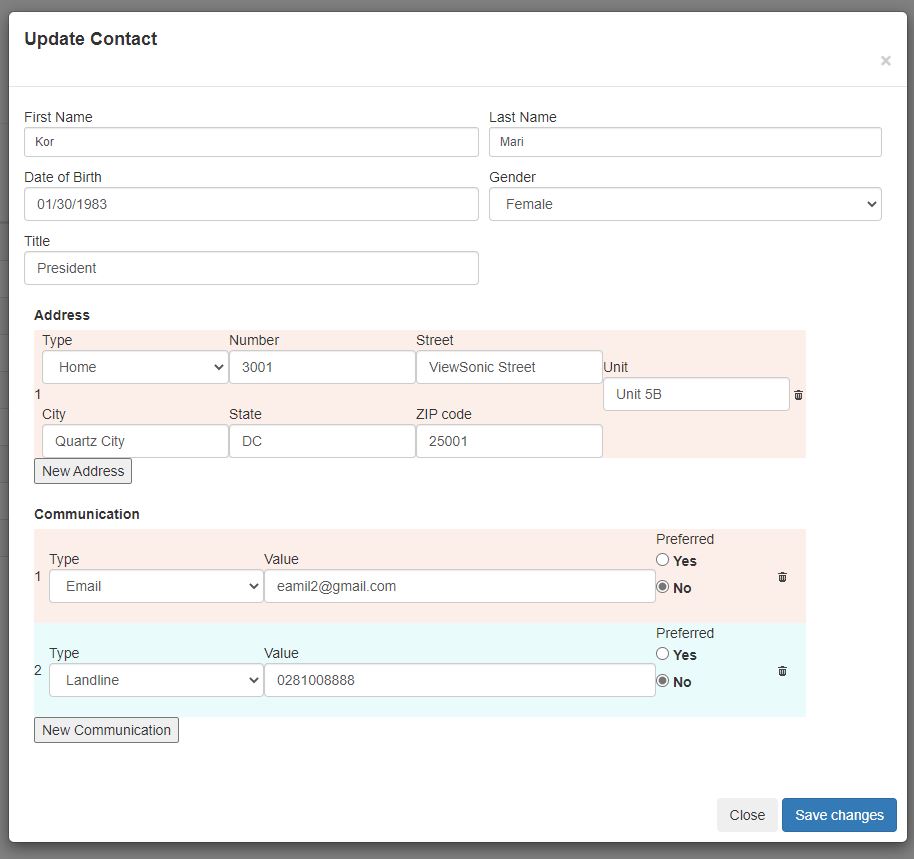 Update Contact
×
First Name Last Name
Kor Mari
Date of Birth Gender
01/30/1983 Female
Title
President
Address
Type Number Street
Home 3001 ViewSonic Street
Unit
1 Unit 5B
City State ZIP code
Quartz City DC 25001
New Address
Communication
Preferred
Type Value
Yes
1 Email eamil2@gmail.com
No
Preferred
Type Value
Yes
2 Landline 0281008888
No
New Communication
Close Save changes